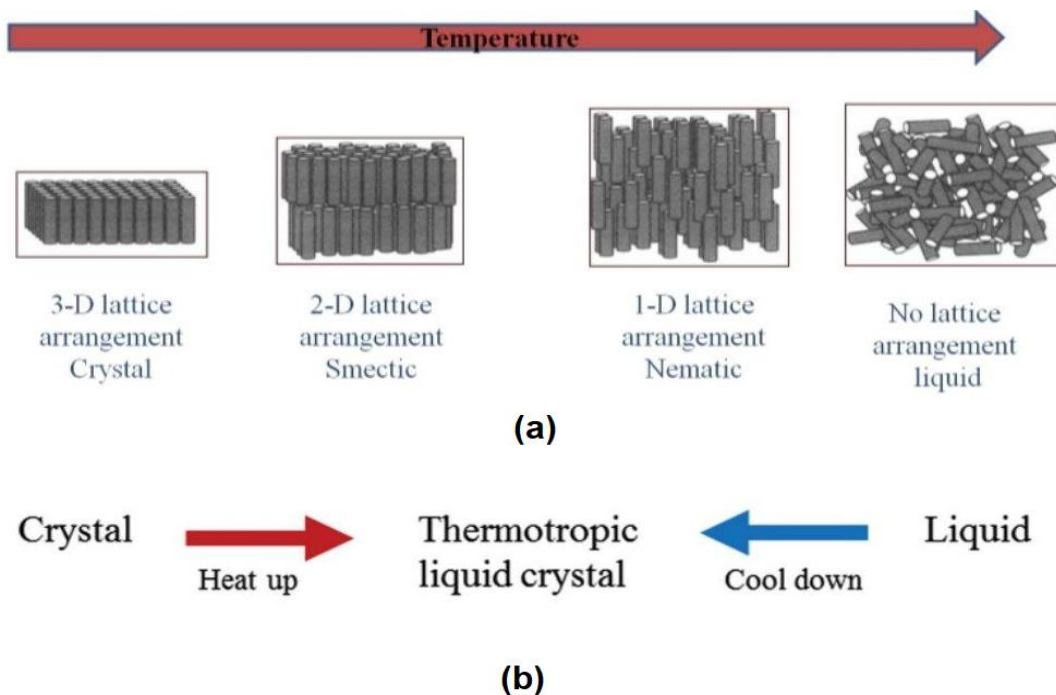 Temperature
3-D lattice
arrangement
Crystal
2-D lattice
arrangement
Smectic
1-D lattice
arrangement
Nematic
No lattice
arrangement
liquid
(a)
Crystal
Heat up
Thermotropic
liquid crystal
Cool down
Liquid
(b)